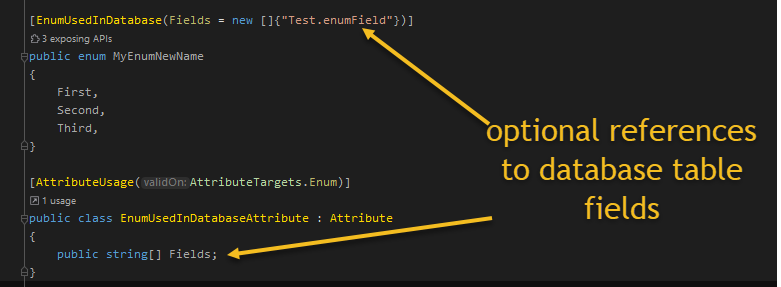 [EnumUsedInDatabase(Fields = new []{"Test.enumField"})]
3 exposing APIs
public enum MyEnumNewName
{
First,
Second,
Third,
}
optional references
to database table
fields
[AttributeUsage(validOn:AttributeTargets.Enum)]
1 usage
public class EnumUsedInDatabaseAttribute : Attribute
{
public string[] Fields;
}